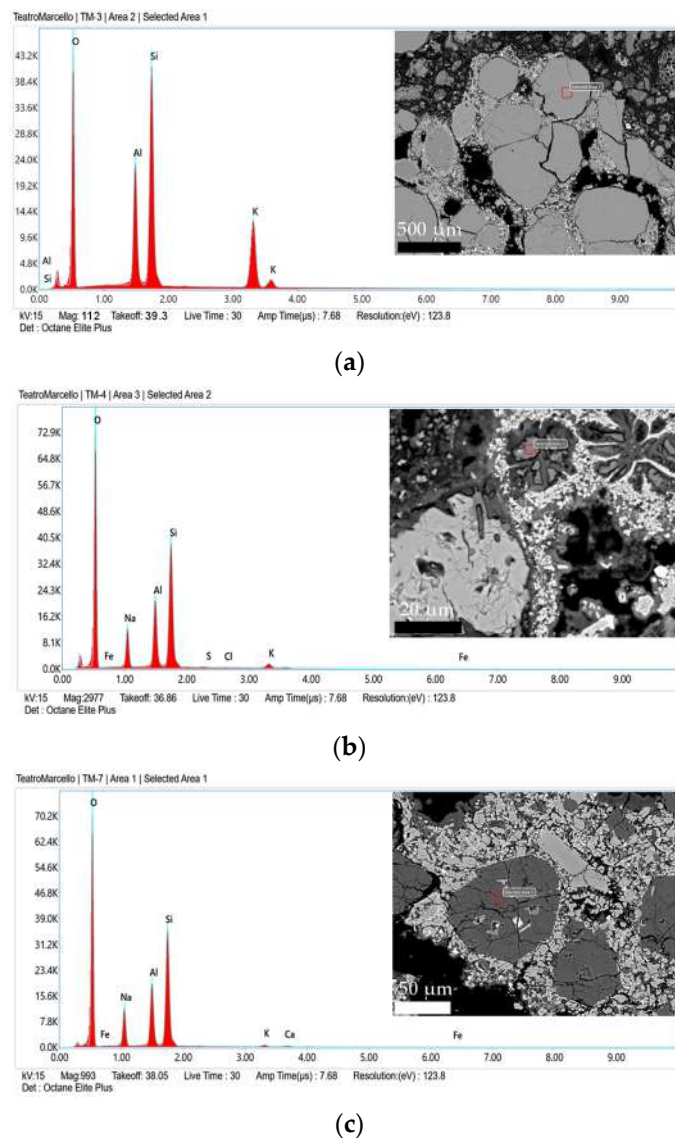 TeatroMarcello | TM-3 | Area 2 | Selected Area 1
O
43.2K
Si
38.4K
33.6K
28.8K
24.0K
Al
19.2K
14.4K
K
9.6K
500 µm
Al
4.8K
Si
K
0.0K
0.00 1.00 2.00 3.00 4.00 5.00 6.00 7.00 8.00 9.00
kV:15 Mag: 112 Takeoff: 39.3 Live Time : 30 Amp Time(µs) : 7.68 Resolution:(eV) : 123.8
Det : Octane Elite Plus
(a)
TeatroMarcello | TM-4 | Area 3 | Selected Area 2
O
72.9K
64.8K
56.7K
48.6K
Si
40.5K
32.4K
24.3K
Al
20 µm
16.2K
Na
8.1K
Fe
S
Cl
K
Fe
0.0K
0.00 1.00 2.00 3.00 4.00 5.00 6.00 7.00 8.00 9.00
kV:15 Mag:2977 Takeoff: 36.86 Live Time : 30 Amp Time(µs) : 7.68 Resolution:(eV) : 123.8
Det : Octane Elite Plus
(b)
TeatroMarcello | TM-7 | Area 1 | Selected Area 1
O
70.2K
62.4K
54.6K
46.8K
39.0K
Si
31.2K
23.4K
Al
50 µm
15.6K
Na
7.8K
Fe
K
Ca
Fe
0.0K
0.00 1.00 2.00 3.00 4.00 5.00 6.00 7.00 8.00 9.00
kV:15 Mag:993 Takeoff: 38.05 Live Time : 30 Amp Time(µs) : 7.68 Resolution:(eV) : 123.8
Det : Octane Elite Plus
(c)